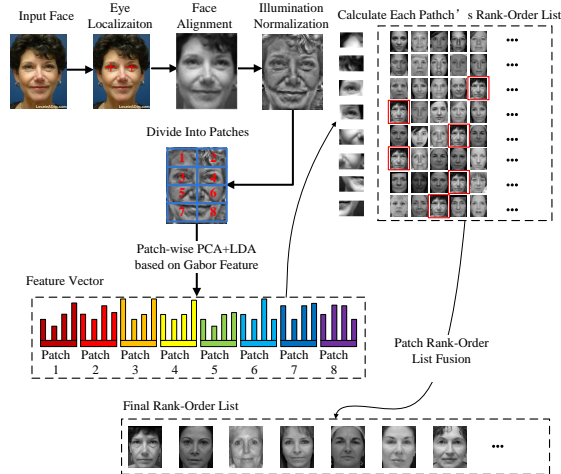 Input Face
Eye
Localizaiton
Face
Alignment
Illumination
Normalization
Calculate Each Pathch’s Rank-Order List
Divide Into Patches
1 2
3 4
5 6
7 8
Patch-wise PCA+LDA
based on Gabor Feature
Feature Vector
Patch Patch Patch Patch Patch Patch Patch Patch
1 2 3 4 5 6 7 8
Patch Rank-Order
List Fusion
Final Rank-Order List